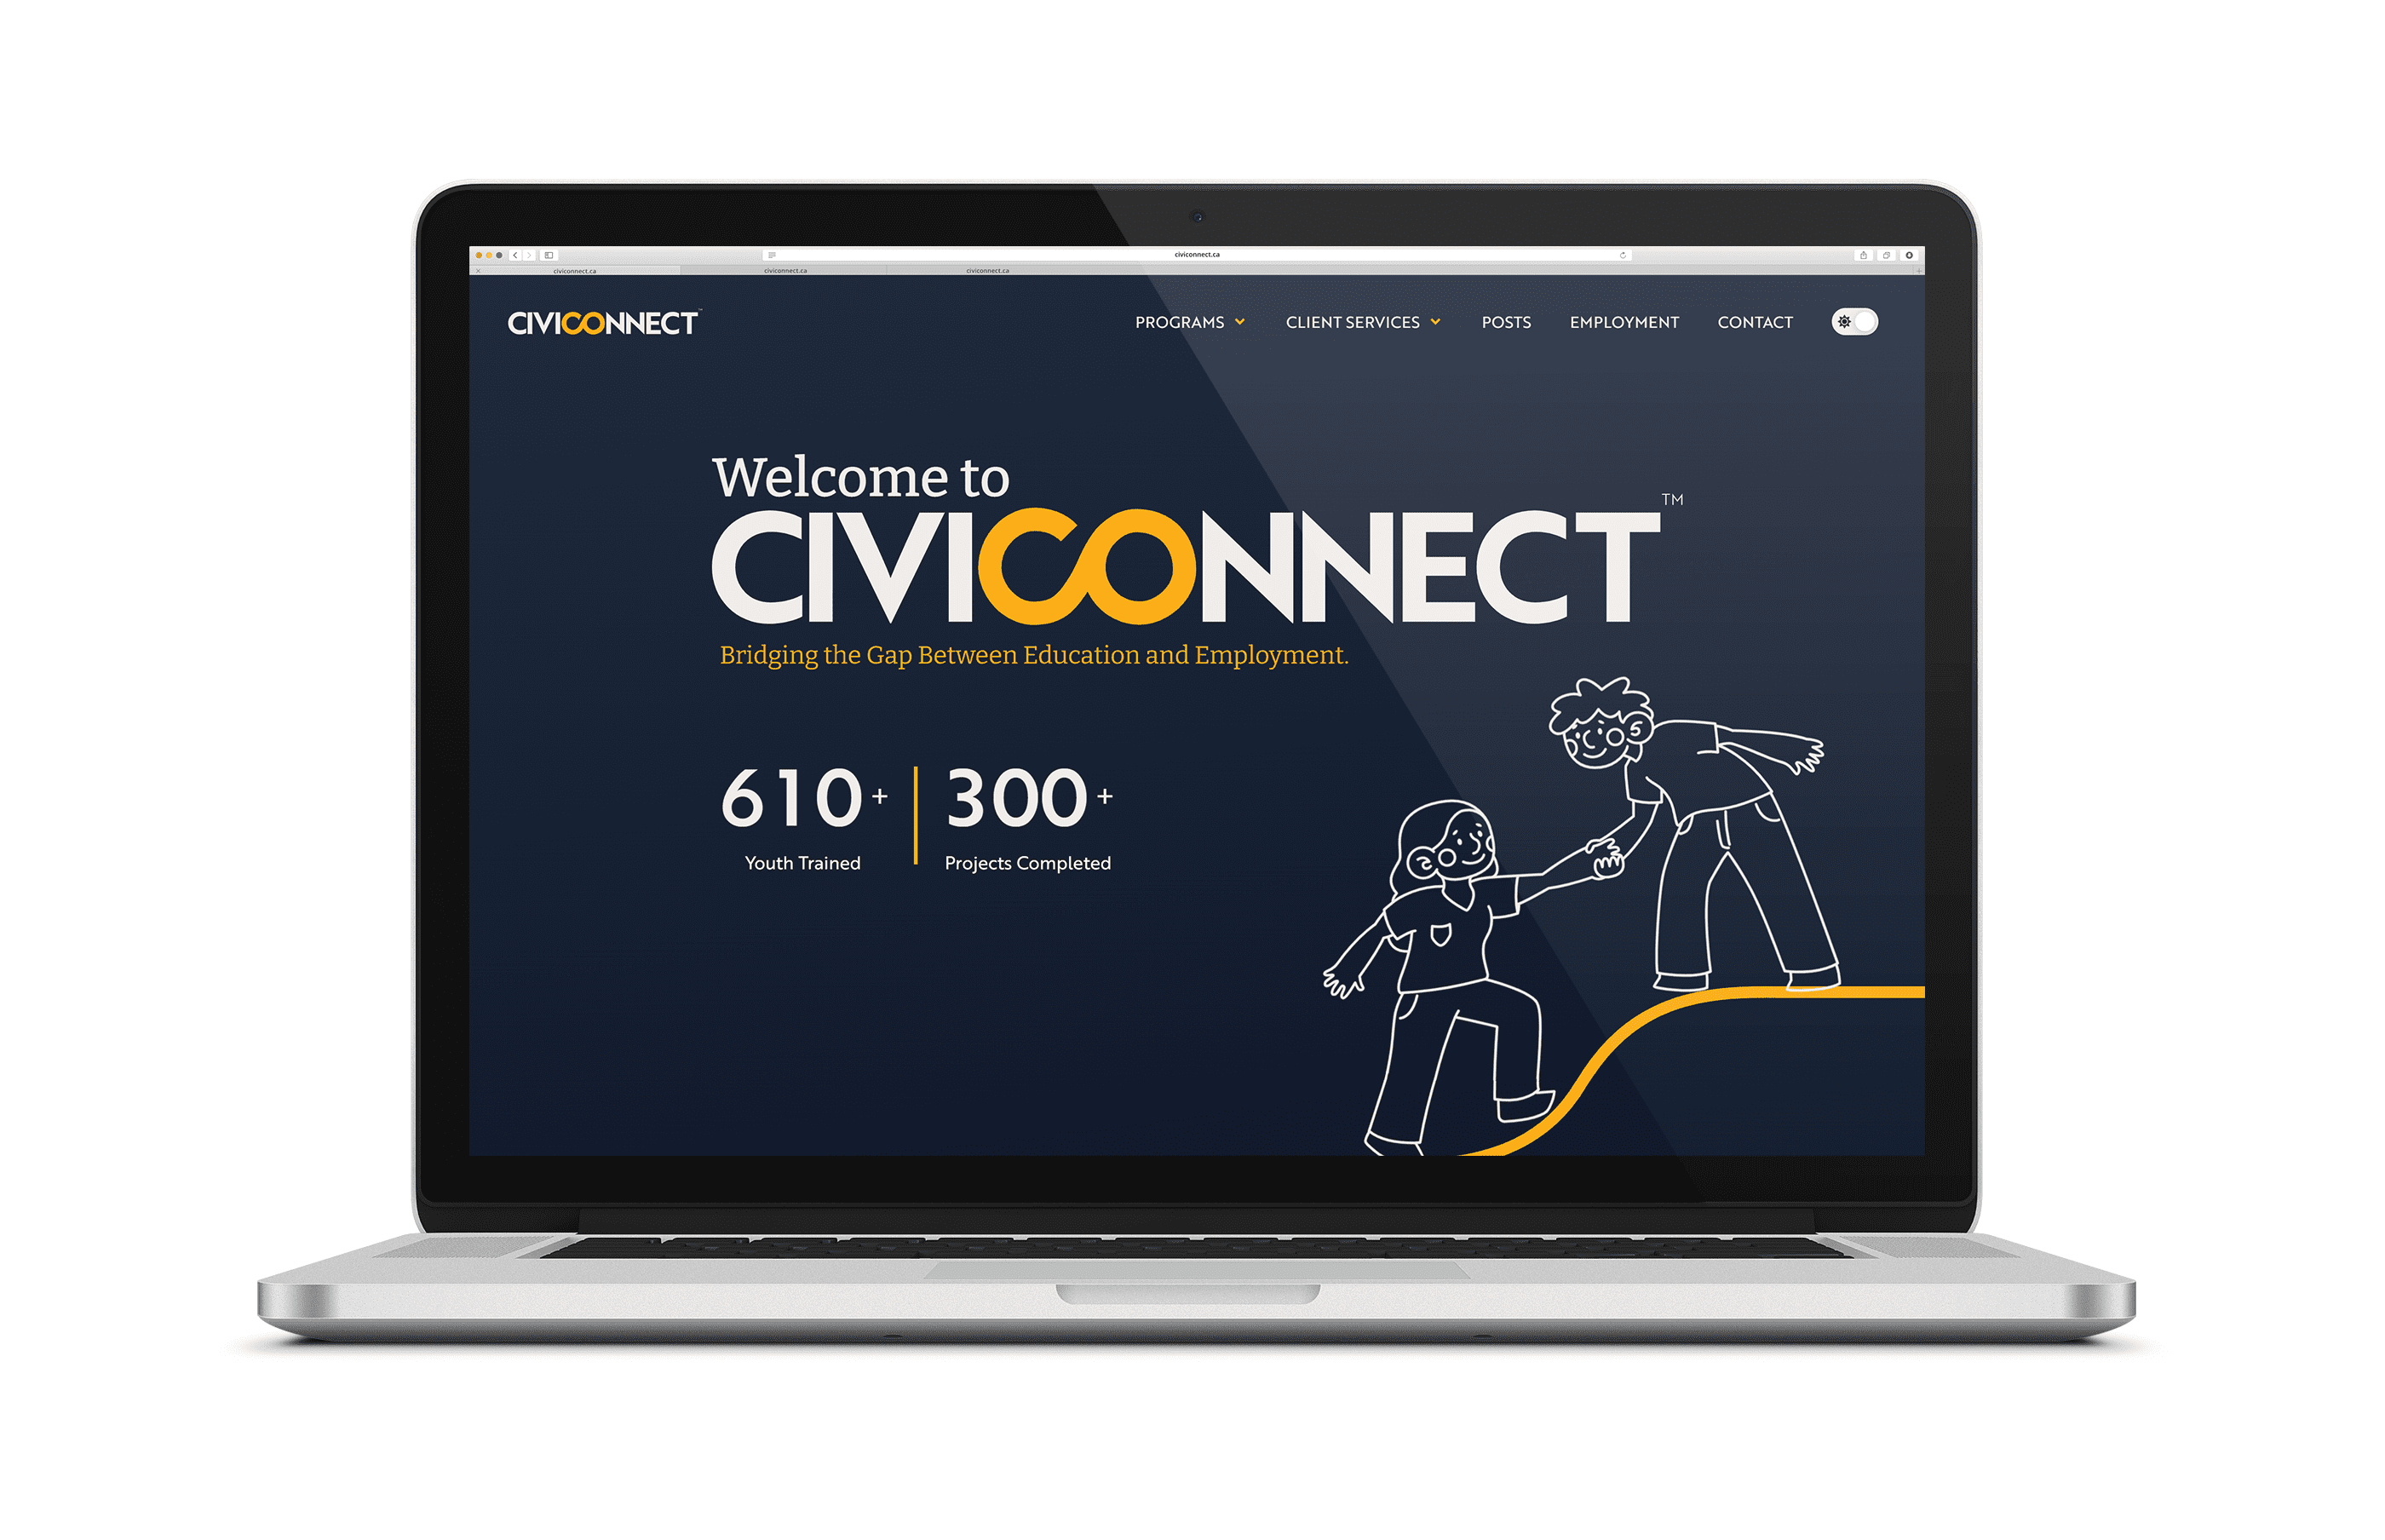 civiconnect.ca
civiconnect.ca civiconnect.ca civiconnect.ca
CIVICONNECT™ PROGRAMS CLIENT SERVICES POSTS EMPLOYMENT CONTACT
Welcome to
CIVICONNECT™
Bridging the Gap Between Education and Employment.
610+ 300+
Youth Trained Projects Completed